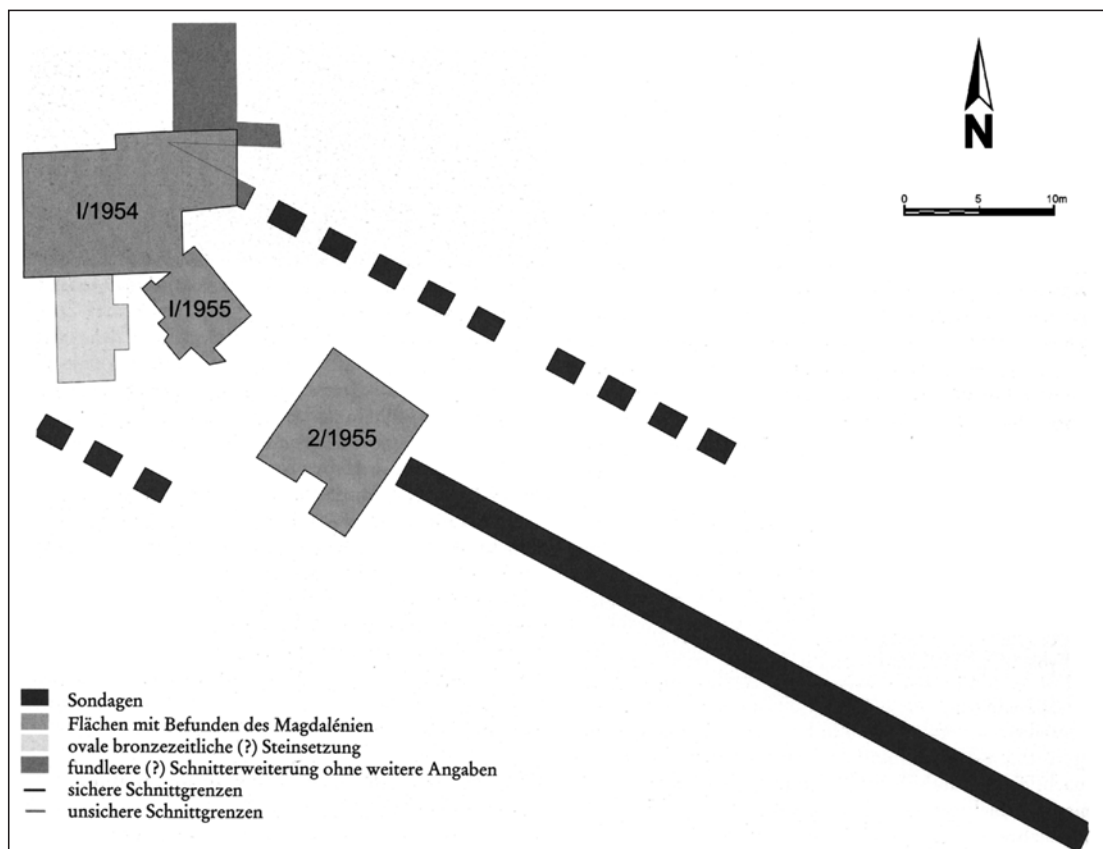 N
0 5 10m
I/1954
I/1955
2/1955
Sondagen
Flächen mit Befunden des Magdalénien
ovale bronzezeitliche (?) Steinsetzung
fundleere (?) Schnitterweiterung ohne weitere Angaben
sichere Schnittgrenzen
unsichere Schnittgrenzen